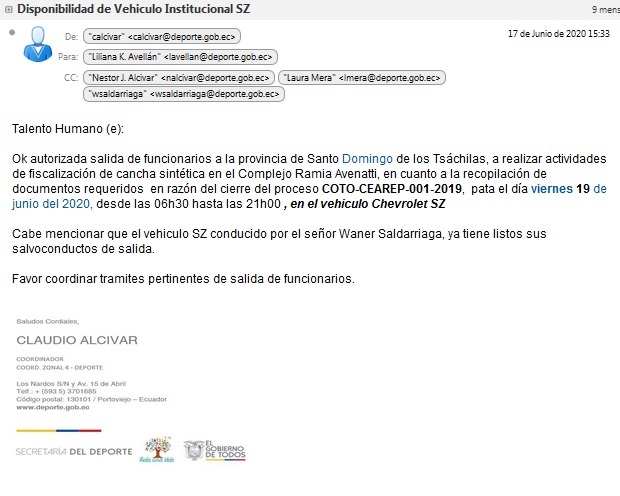 Disponibilidad de Vehiculo Institucional SZ
9 mens
De: "calcivar" <calcivar@deporte.gob.ec>
17 de Junio de 2020 15:33
Para: "Liliana K. Avellán" <lavellan@deporte.gob.ec>
CC: "Nestor J. Alcivar" <nalcivar@deporte.gob.ec> "Laura Mera" <lmera@deporte.gob.ec>
"wsaldarriaga" <wsaldarriaga@deporte.gob.ec>
Talento Humano (e):
Ok autorizada salida de funcionarios a la provincia de Santo Domingo de los Tsáchilas, a realizar actividades
de fiscalización de cancha sintética en el Complejo Ramia Avenatti, en cuanto a la recopilación de
documentos requeridos en razón del cierre del proceso COTO-CEAREP-001-2019, pata el día viernes 19 de
junio del 2020, desde las 06h30 hasta las 21h00 , en el vehículo Chevrolet SZ
Cabe mencionar que el vehiculo SZ conducido por el señor Waner Saldarriaga, ya tiene listos sus
salvoconductos de salida.
Favor coordinar tramites pertinentes de salida de funcionarios.
Saludos Cordiales,
CLAUDIO ALCIVAR
COORDINADOR
COORD. ZONAL 4 - DEPORTE
Los Nardos S/N y Av. 15 de Abril
Telf.: + (593 5) 3701685
Código postal: 130101 / Portoviejo – Ecuador
www.deporte.gob.ec
SECRETARÍA DEL DEPORTE
EL GOBIERNO
DE TODOS